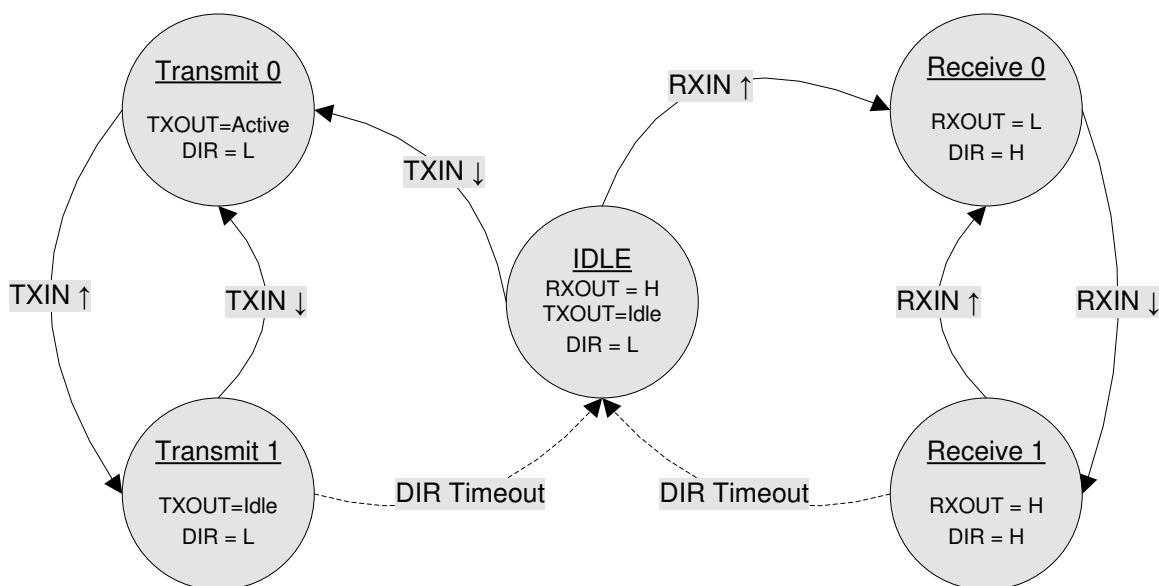 Transmit 0
TXOUT=Active
DIR = L
TXIN ↓
RXIN ↑
Receive 0
RXOUT = L
DIR = H
TXIN ↑
TXIN ↓
IDLE
RXOUT = H
TXOUT=Idle
DIR = L
RXIN ↑
RXIN ↓
Transmit 1
TXOUT=Idle
DIR = L
DIR Timeout
DIR Timeout
Receive 1
RXOUT = H
DIR = H